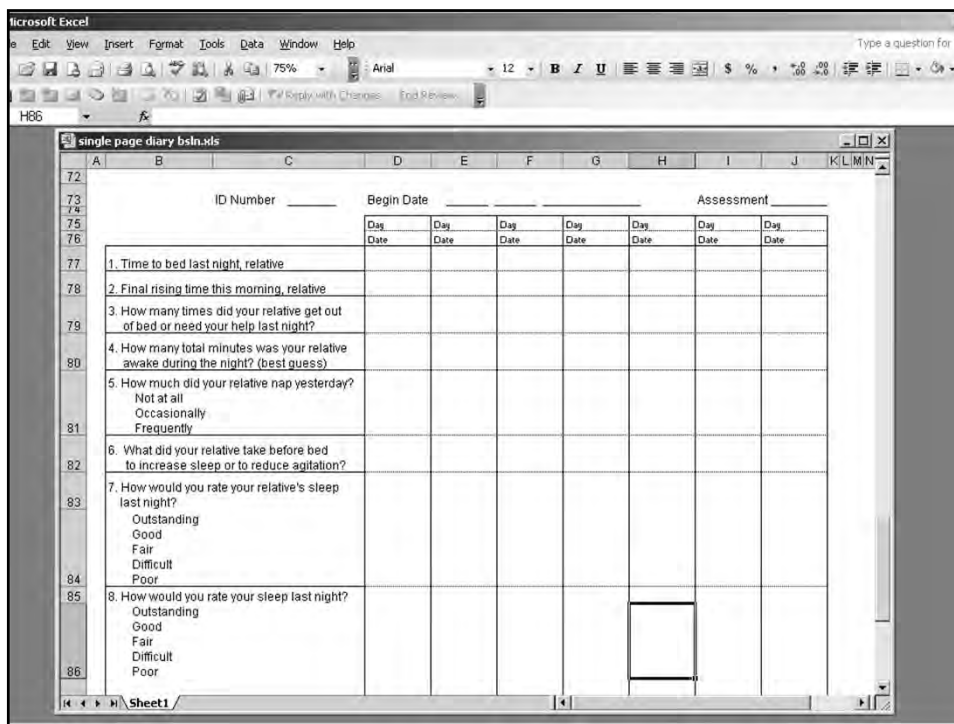 Microsoft Excel
Edit View Insert Format Tools Data Window Help Type a question for
75% Arial 12 B I U $ % ,
Reply with Changes... End Review...
H86 fx
single page diary bsln.xls
A B C D E F G H I J K L M N
72
73 ID Number ______ Begin Date _____ _____ ___________ Assessment _______
74
75 Day Day Day Day Day Day Day
76 Date Date Date Date Date Date Date
77 1. Time to bed last night, relative
78 2. Final rising time this morning, relative
3. How many times did your relative get out
79 of bed or need your help last night?
4. How many total minutes was your relative
80 awake during the night? (best guess)
5. How much did your relative nap yesterday?
Not at all
Occasionally
81 Frequently
6. What did your relative take before bed
82 to increase sleep or to reduce agitation?
7. How would you rate your relative's sleep
83 last night?
Outstanding
Good
Fair
Difficult
84 Poor
85 8. How would you rate your sleep last night?
Outstanding
Good
Fair
Difficult
86 Poor
Sheet1